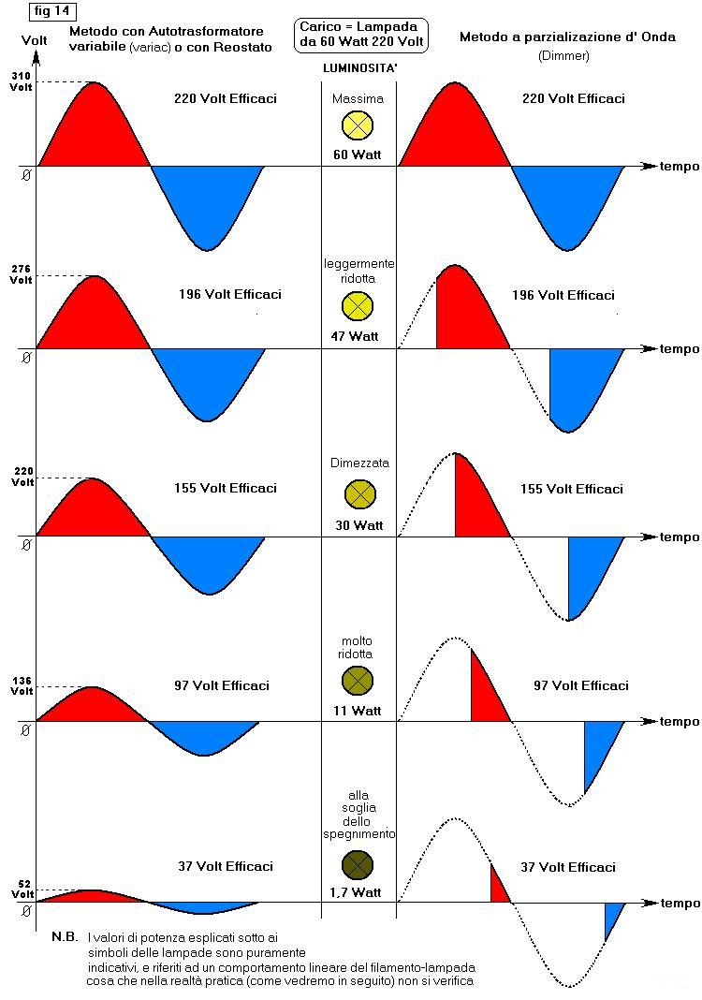 fig 14
Metodo con Autotrasformatore
variabile (variac) o con Reostato
Carico = Lampada
da 60 Watt 220 Volt
Metodo a parzializazione d' Onda
(Dimmer)
Volt
LUMINOSITA'
310
Volt
220 Volt Efficaci
Massima
60 Watt
220 Volt Efficaci
Ø
tempo
276
Volt
196 Volt Efficaci
leggermente
ridotta
47 Watt
196 Volt Efficaci
Ø
tempo
220
Volt
155 Volt Efficaci
Dimezzata
30 Watt
155 Volt Efficaci
Ø
tempo
136
Volt
97 Volt Efficaci
molto
ridotta
11 Watt
97 Volt Efficaci
Ø
tempo
52
Volt
37 Volt Efficaci
alla
soglia
dello
spegnimento
1,7 Watt
37 Volt Efficaci
Ø
tempo
N.B. I valori di potenza esplicati sotto ai
simboli delle lampade sono puramente
indicativi, e riferiti ad un comportamento lineare del filamento-lampada
cosa che nella realtà pratica (come vedremo in seguito) non si verifica